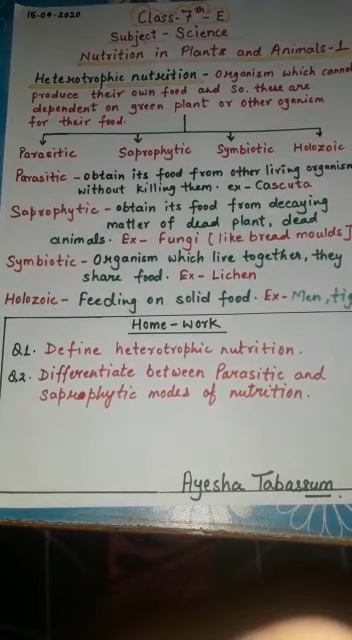 15-04-2020
Class-7th-E
Subject - Science
Nutrition in Plants and Animals-1
Heterotrophic nutrition - Organism which cannot
produce their own food and So, these are
dependent on green plant or other oganism
for their food.
Parasitic Saprophytic Symbiotic Holozoic
Parasitic - obtain its food from other living organism
without killing them. ex- Cascuta
Saprophytic - obtain its food from decaying
matter of dead plant, dead
animals. Ex- Fungi [like bread moulds]
Symbiotic - Organism which live together, they
share food. Ex - Lichen
Holozoic - Feeding on solid food. Ex- Men,
Home-work
Q1. Define heterotrophic nutrition.
Q2. Differentiate between Parasitic and
saprophytic modes of nutrition.
Ayesha Tabassum